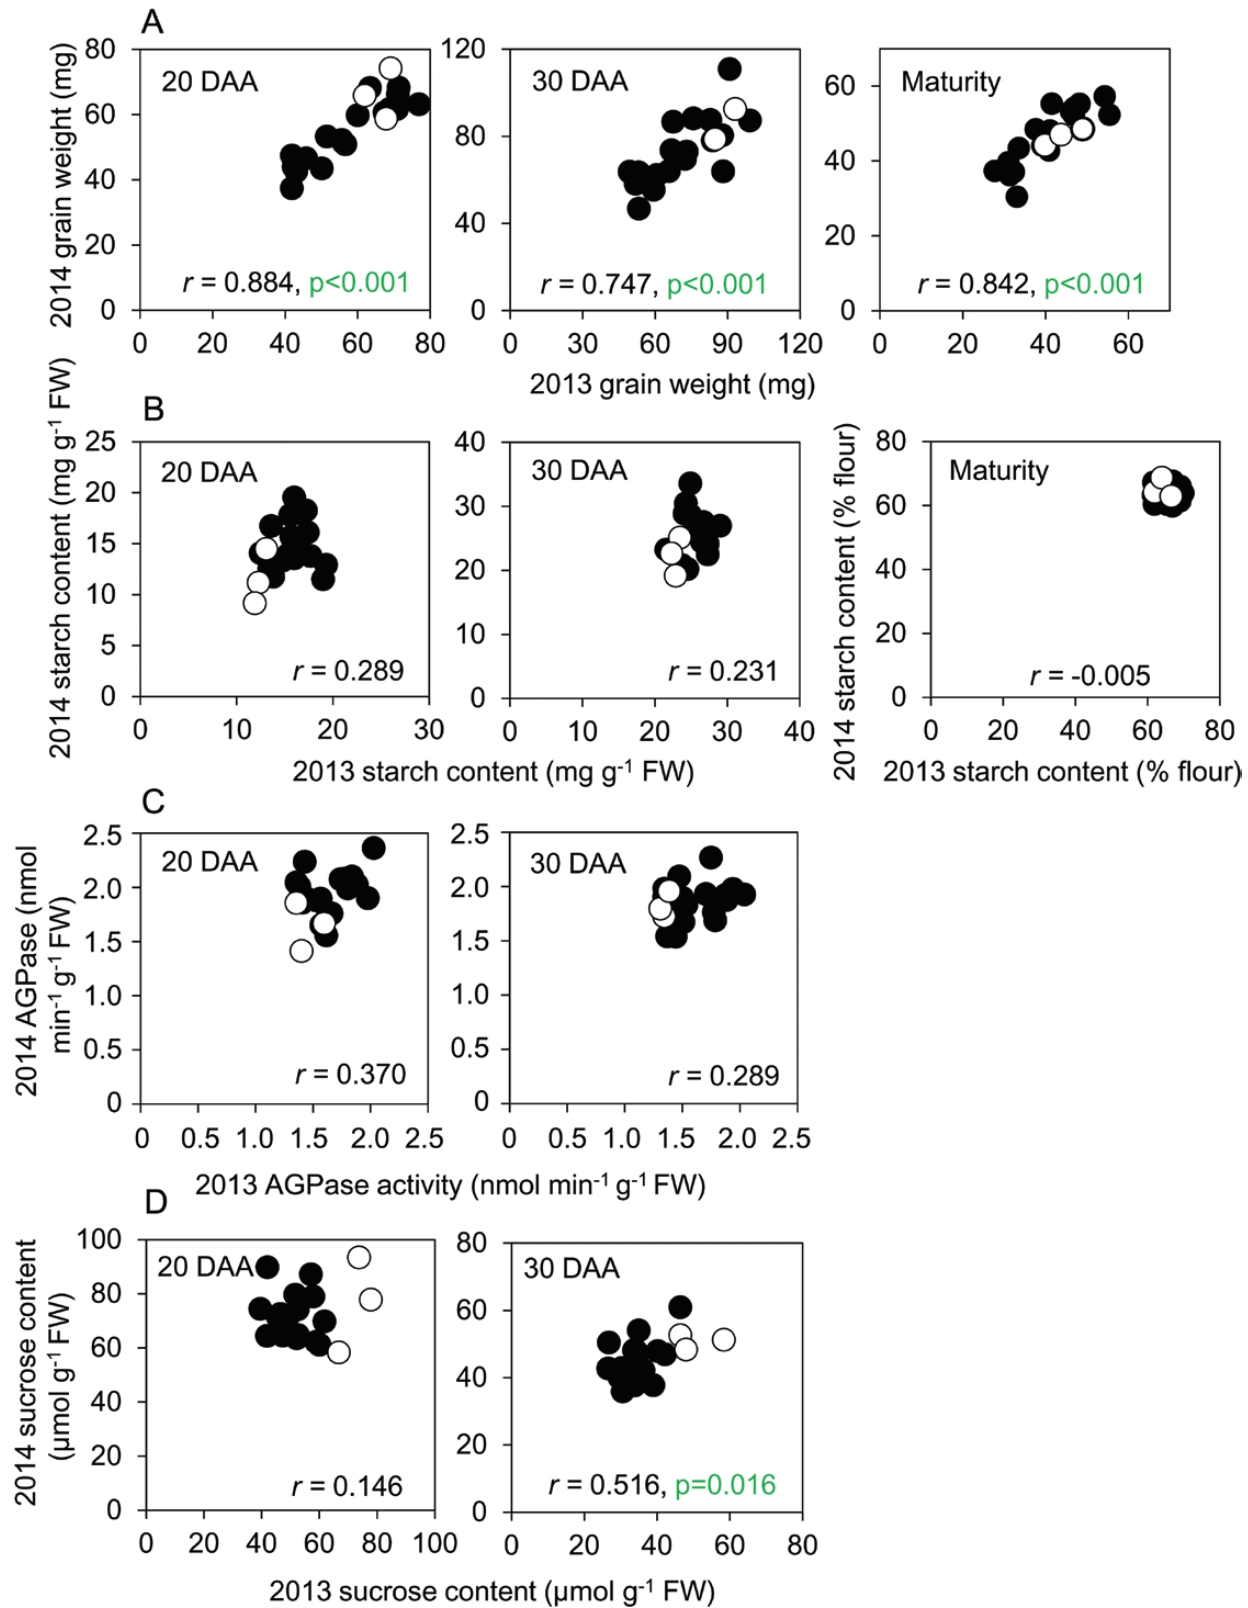 A
2014 grain weight (mg)
80
60
40
20
0
20 DAA
r = 0.884, p<0.001
0 20 40 60 80
120
80
40
0
30 DAA
r = 0.747, p<0.001
0 30 60 90 120
60
40
20
0
Maturity
r = 0.842, p<0.001
0 20 40 60
2013 grain weight (mg)
B
2014 starch content (mg g⁻¹ FW)
25
20
15
10
5
0
20 DAA
r = 0.289
0 10 20 30
40
30
20
10
0
30 DAA
r = 0.231
0 10 20 30 40
2013 starch content (mg g⁻¹ FW)
2014 starch content (% flour)
80
60
40
20
0
Maturity
r = -0.005
0 20 40 60 80
2013 starch content (% flour)
C
2014 AGPase (nmol
min⁻¹ g⁻¹ FW)
2.5
2.0
1.5
1.0
0.5
0
20 DAA
r = 0.370
0 0.5 1.0 1.5 2.0 2.5
2.5
2.0
1.5
1.0
0.5
0
30 DAA
r = 0.289
0 0.5 1.0 1.5 2.0 2.5
2013 AGPase activity (nmol min⁻¹ g⁻¹ FW)
D
2014 sucrose content
(µmol g⁻¹ FW)
100
80
60
40
20
0
20 DAA
r = 0.146
0 20 40 60 80 100
80
60
40
20
0
30 DAA
r = 0.516, p=0.016
0 20 40 60 80
2013 sucrose content (µmol g⁻¹ FW)